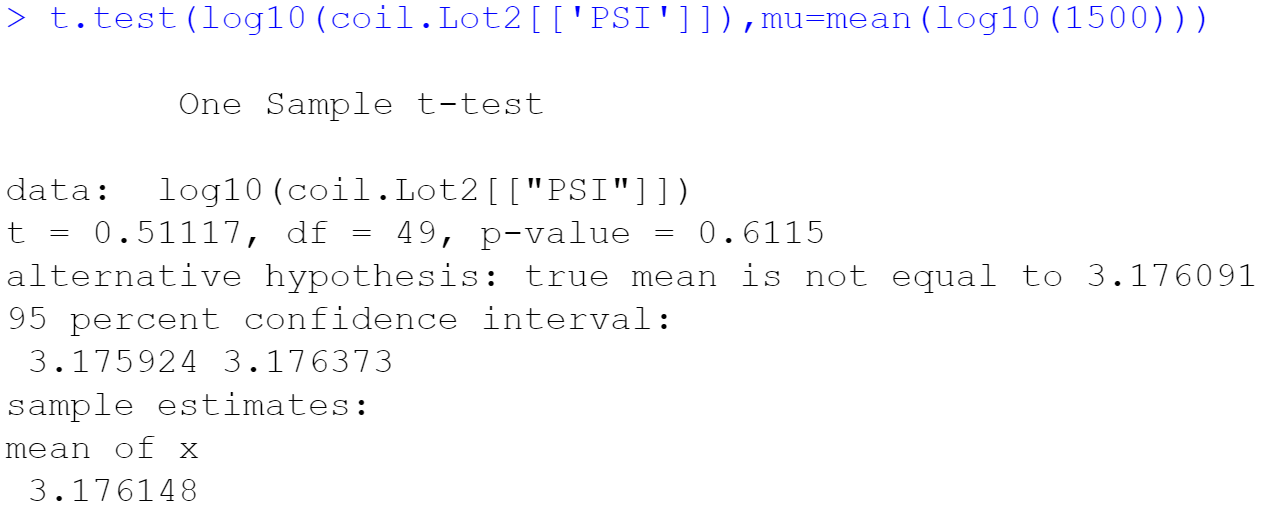 > t.test(log10(coil.Lot2[['PSI']]),mu=mean(log10(1500)))
One Sample t-test
data:  log10(coil.Lot2[["PSI"]])
t = 0.51117, df = 49, p-value = 0.6115
alternative hypothesis: true mean is not equal to 3.176091
95 percent confidence interval:
3.175924 3.176373
sample estimates:
mean of x
3.176148